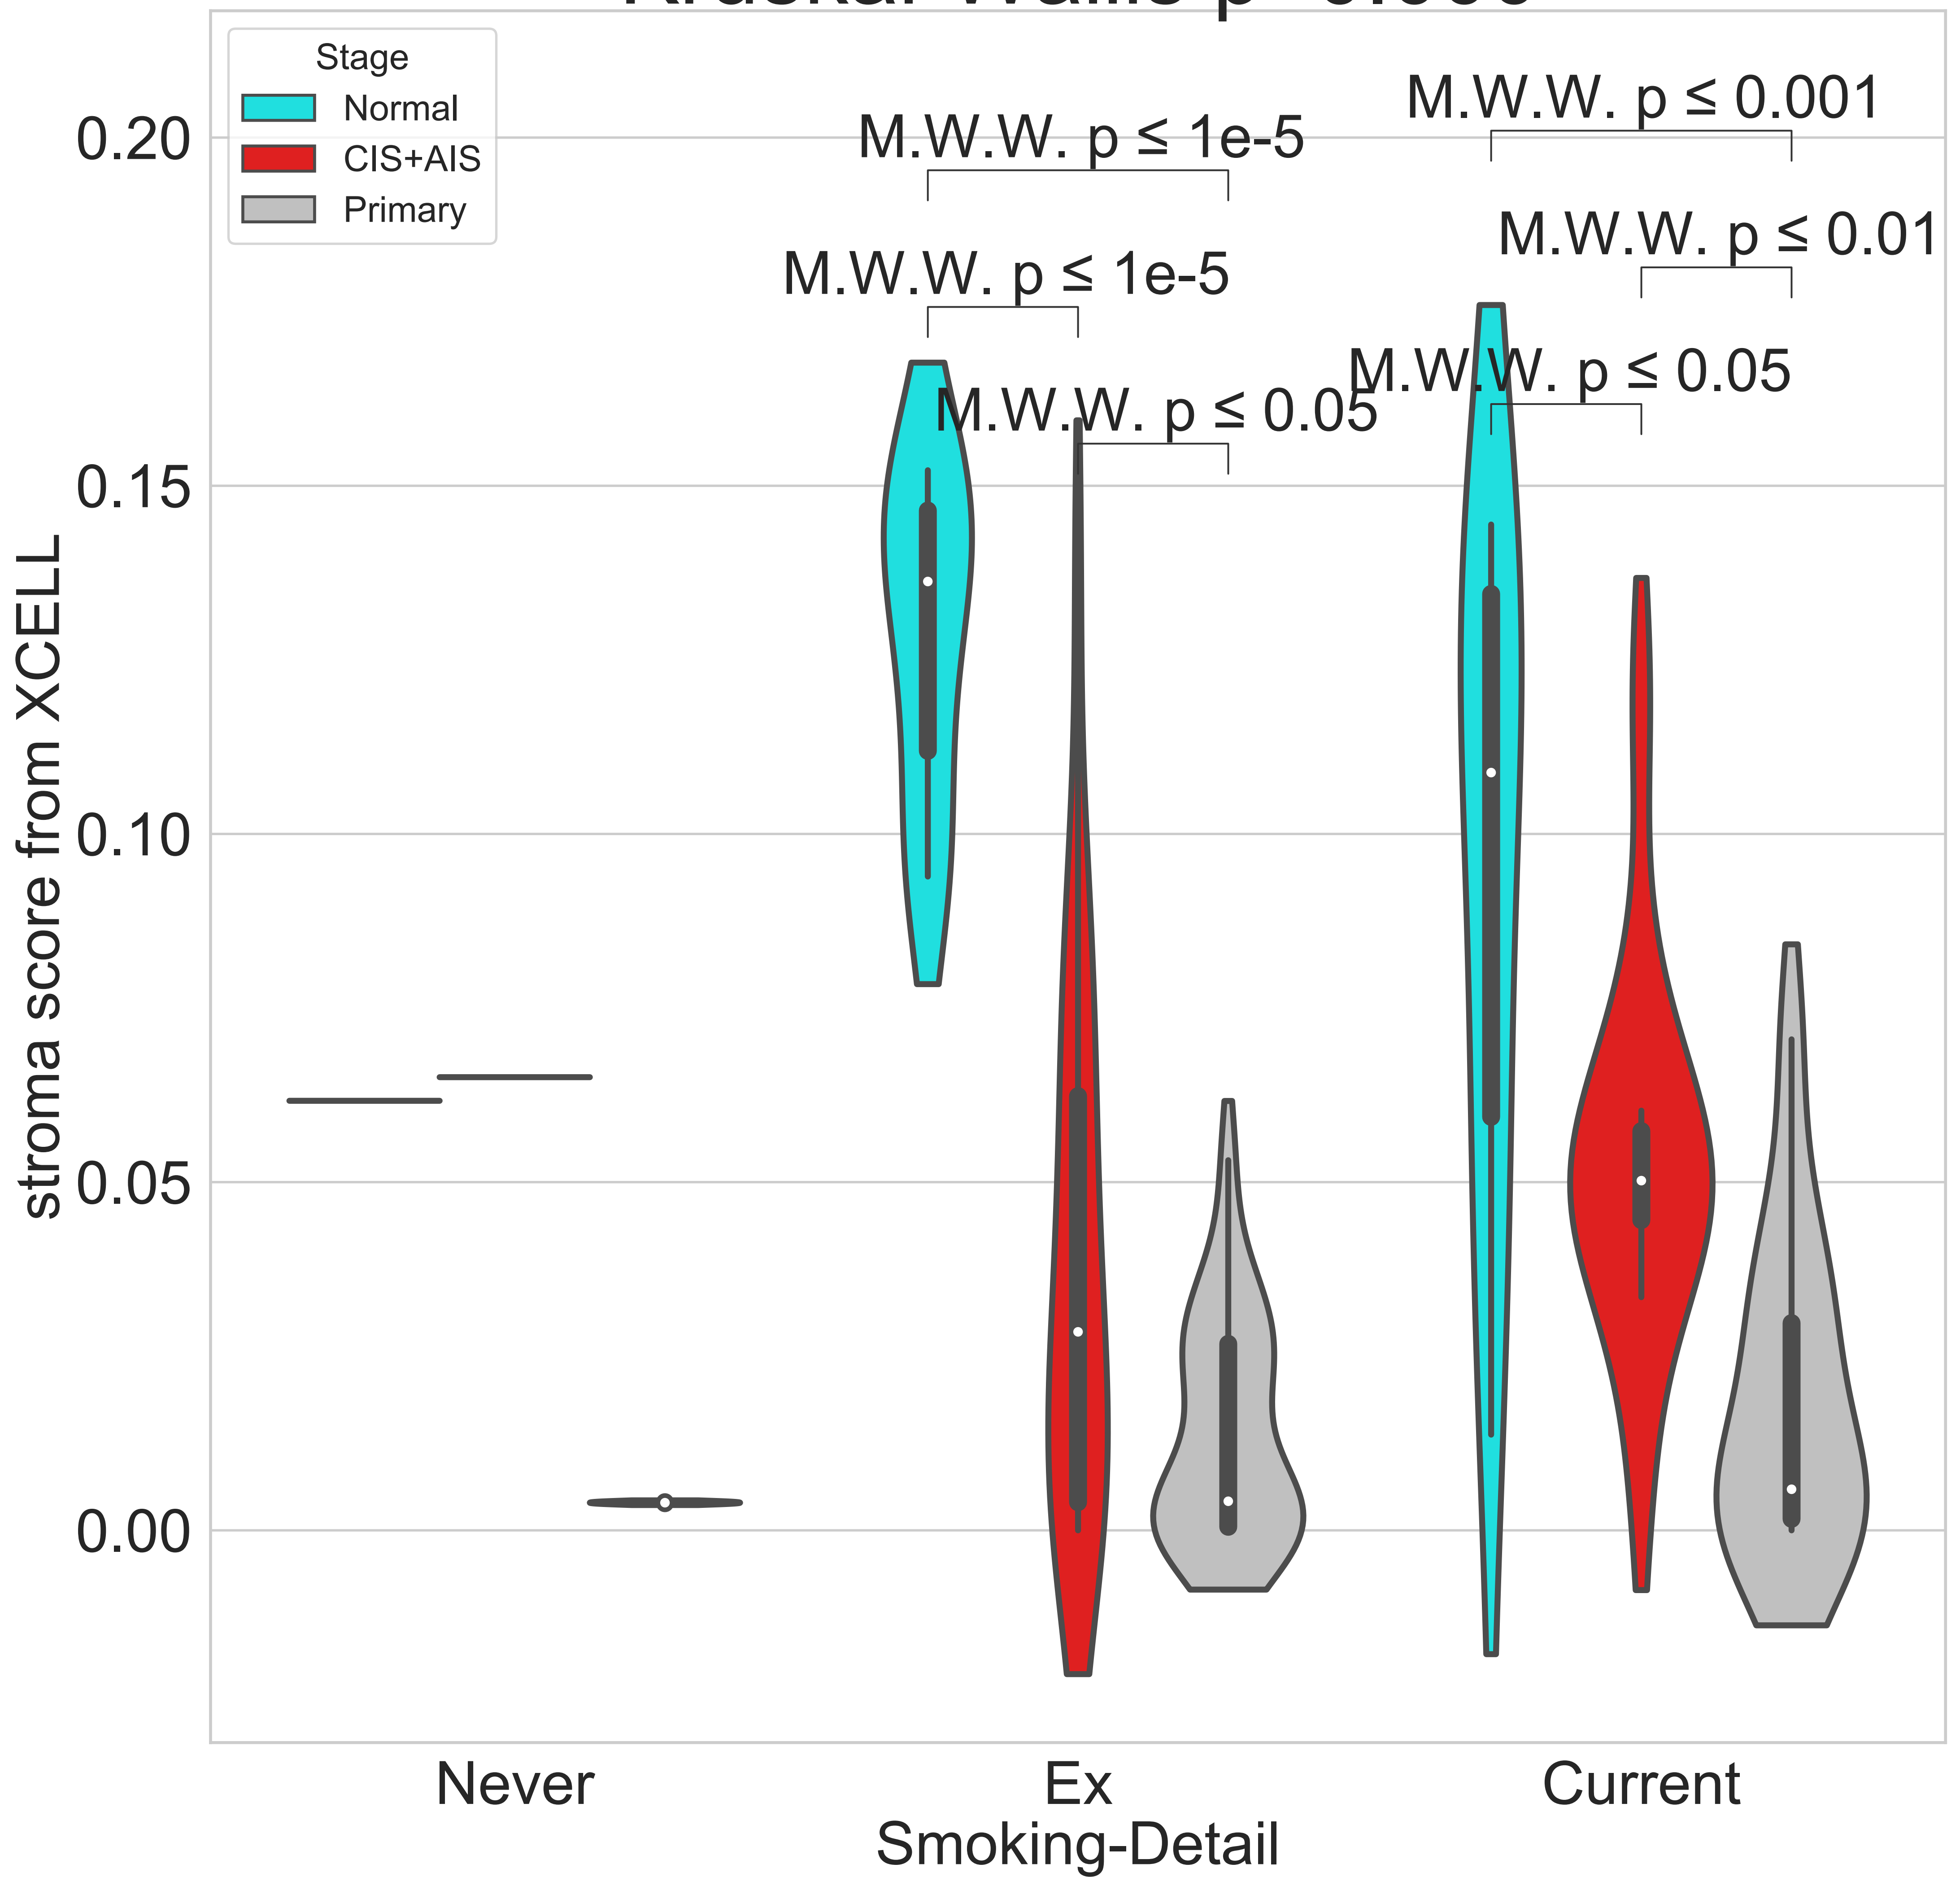 Stage
Normal
CIS+AIS
Primary
M.W.W. p ≤ 0.001
M.W.W. p ≤ 1e-5
M.W.W. p ≤ 0.01
M.W.W. p ≤ 1e-5
M.W.W. p ≤ 0.05
M.W.W. p ≤ 0.05
0.20
0.15
0.10
0.05
0.00
stroma score from XCELL
Never
Ex
Current
Smoking-Detail